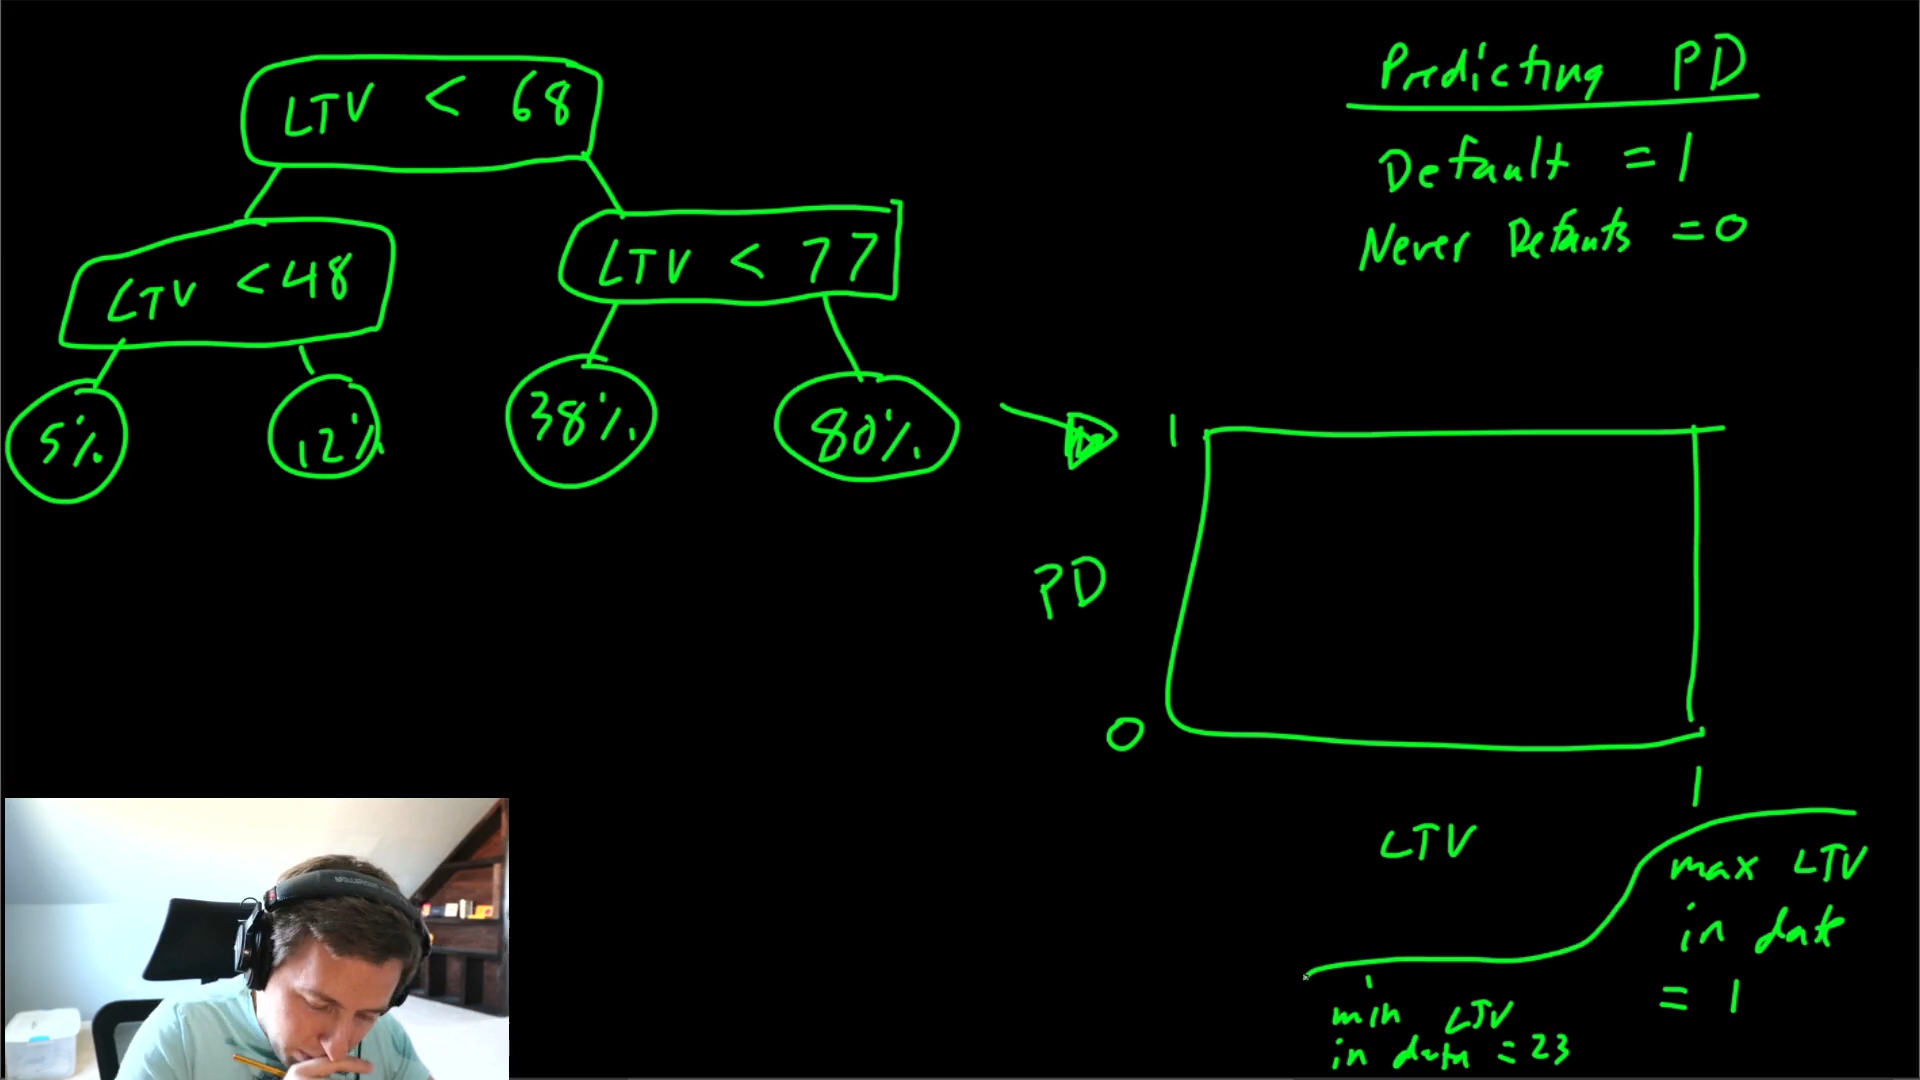 LTV < 68
LTV < 48
LTV < 77
5%
12%
38%
80%
Predicting PD
Default = 1
Never Defaults = 0
1
PD
0
1
LTV
max LTV
in data
= 1
min LTV
in data = 23